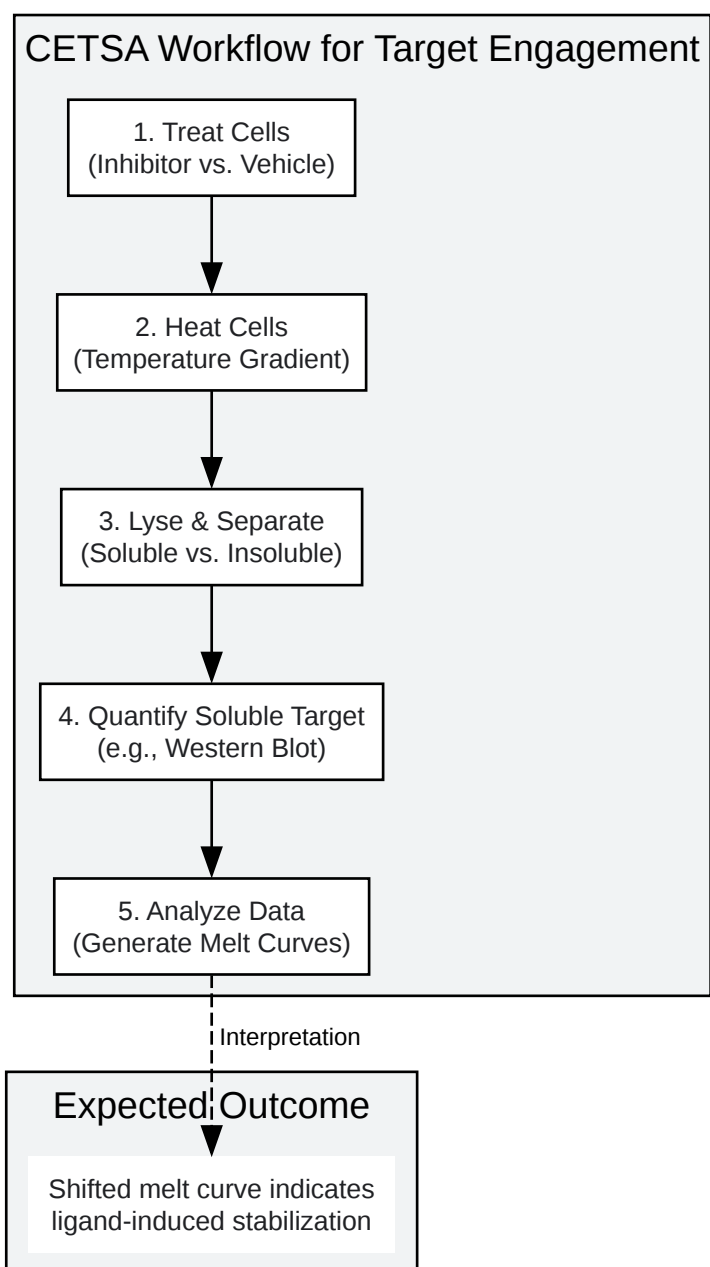 CETSA Workflow for Target Engagement
1. Treat Cells
(Inhibitor vs. Vehicle)
2. Heat Cells
(Temperature Gradient)
3. Lyse & Separate
(Soluble vs. Insoluble)
4. Quantify Soluble Target
(e.g., Western Blot)
5. Analyze Data
(Generate Melt Curves)
Interpretation
Expected Outcome
Shifted melt curve indicates
ligand-induced stabilization